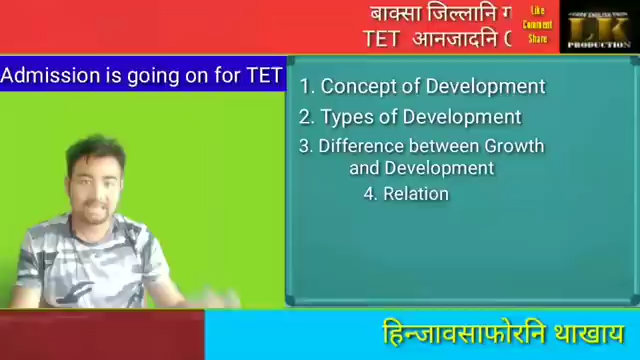 बाक्सा जिल्लानि
TET आनजादनि
Like
Comment
Share
LK
PRODUCTION
Admission is going on for TET
1. Concept of Development
2. Types of Development
3. Difference between Growth
and Development
4. Relation
हिन्जावसाफोरनि थाखाय